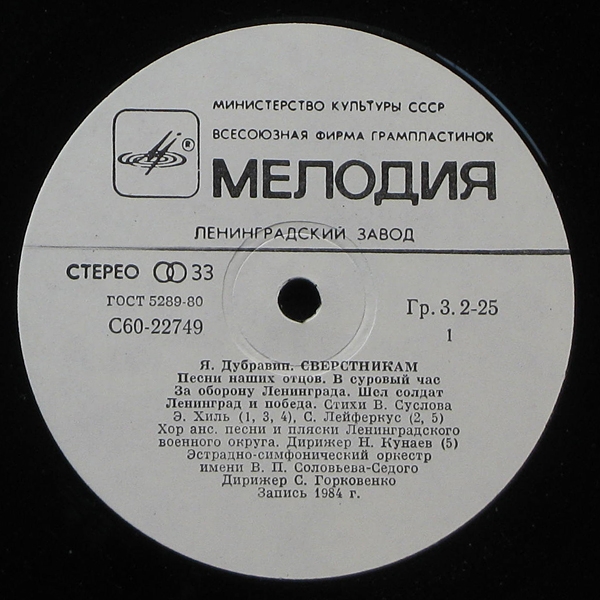 МИНИСТЕРСТВО КУЛЬТУРЫ СССР
ВСЕСОЮЗНАЯ ФИРМА ГРАМПЛАСТИНОК
®
МЕЛОДИЯ
ЛЕНИНГРАДСКИЙ ЗАВОД
СТЕРЕО 33
ГОСТ 5289-80
С60-22749
Гр. 3. 2-25
1
Я. Дубравин. СВЕРСТНИКАМ
Песни наших отцов. В суровый час
За оборону Ленинграда. Шел солдат
Ленинград и победа. Стихи В. Суслова
Э. Хиль (1, 3, 4), С. Лейферкус (2, 5)
Хор анс. песни и пляски Ленинградского
военного округа. Дирижер Н. Кунаев (5)
Эстрадно-симфонический оркестр
имени В. П. Соловьева-Седого
Дирижер С. Горковенко
Запись 1984 г.